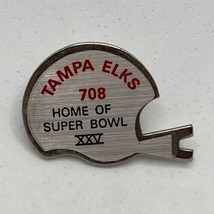 TAMPA ELKS
708
HOME OF
SUPER BOWL
XXV